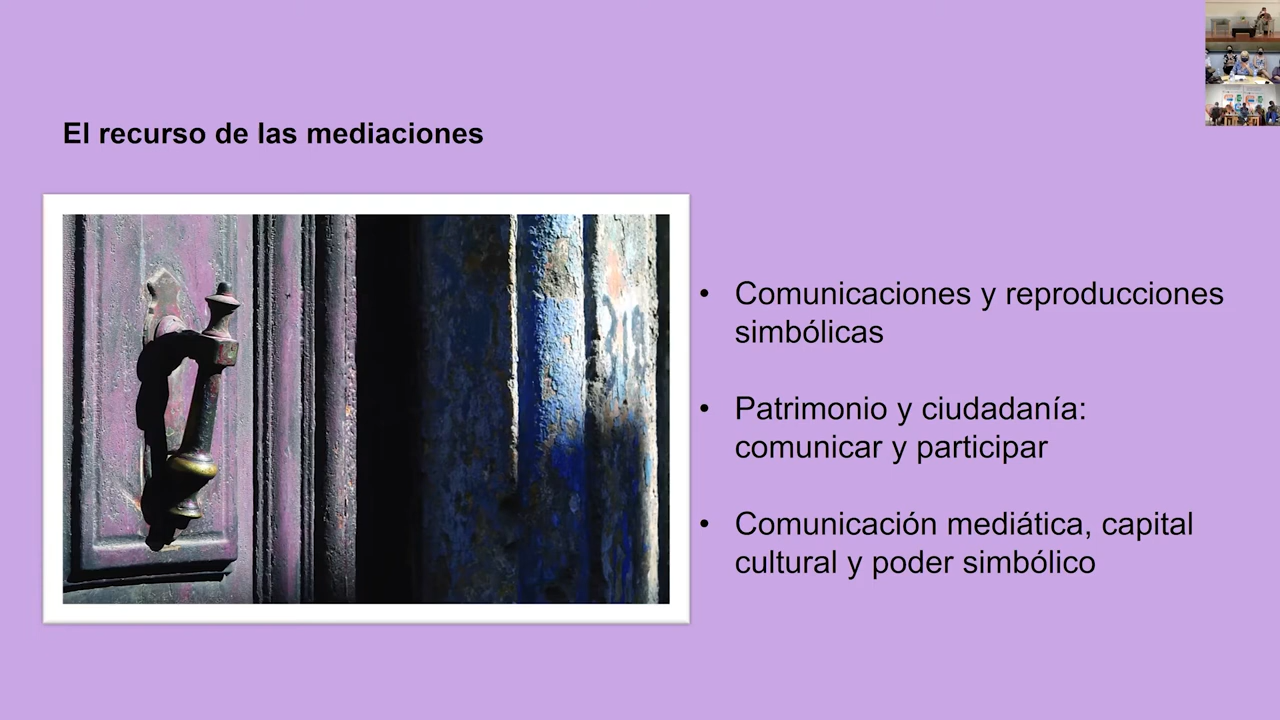 El recurso de las mediaciones
• Comunicaciones y reproducciones
simbólicas
• Patrimonio y ciudadanía:
comunicar y participar
• Comunicación mediática, capital
cultural y poder simbólico